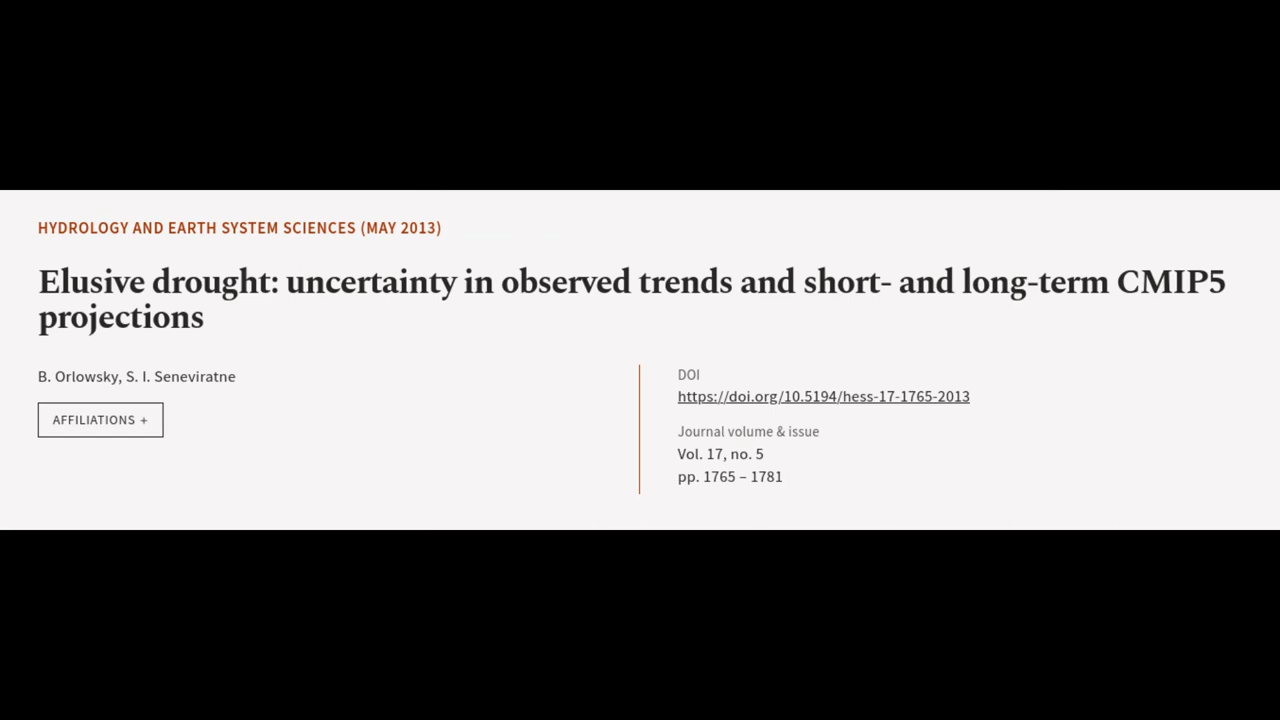 HYDROLOGY AND EARTH SYSTEM SCIENCES (MAY 2013)
Elusive drought: uncertainty in observed trends and short- and long-term CMIP5
projections
B. Orlowsky, S. I. Seneviratne
AFFILIATIONS +
DOI
https://doi.org/10.5194/hess-17-1765-2013
Journal volume & issue
Vol. 17, no. 5
pp. 1765 – 1781